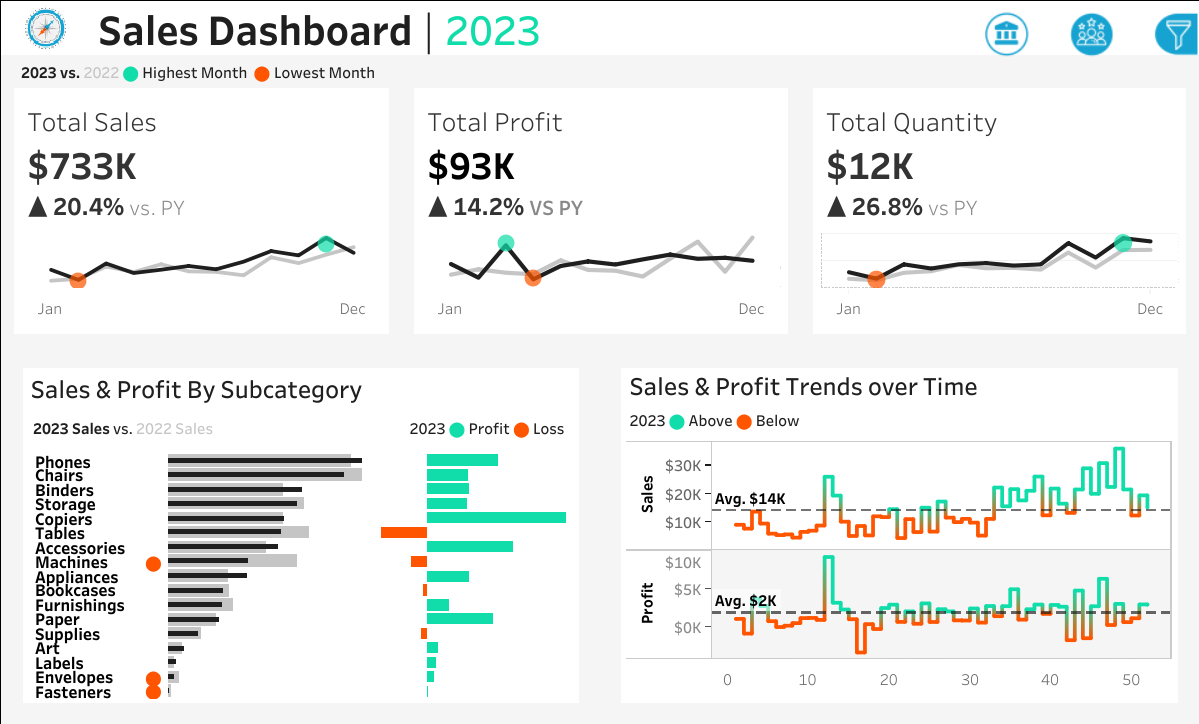 Sales Dashboard | 2023
2023 vs. 2022 Highest Month Lowest Month
Total Sales
$733K
▲ 20.4% vs. PY
Jan Dec
Total Profit
$93K
▲ 14.2% VS PY
Jan Dec
Total Quantity
$12K
▲ 26.8% vs PY
Jan Dec
Sales & Profit By Subcategory
2023 Sales vs. 2022 Sales
2023 Profit Loss
Phones
Chairs
Binders
Storage
Copiers
Tables
Accessories
Machines
Appliances
Bookcases
Furnishings
Paper
Supplies
Art
Labels
Envelopes
Fasteners
Sales & Profit Trends over Time
2023 Above Below
Sales
$30K
$20K
Avg. $14K
$10K
Profit
$10K
$5K
Avg. $2K
$0K
0 10 20 30 40 50